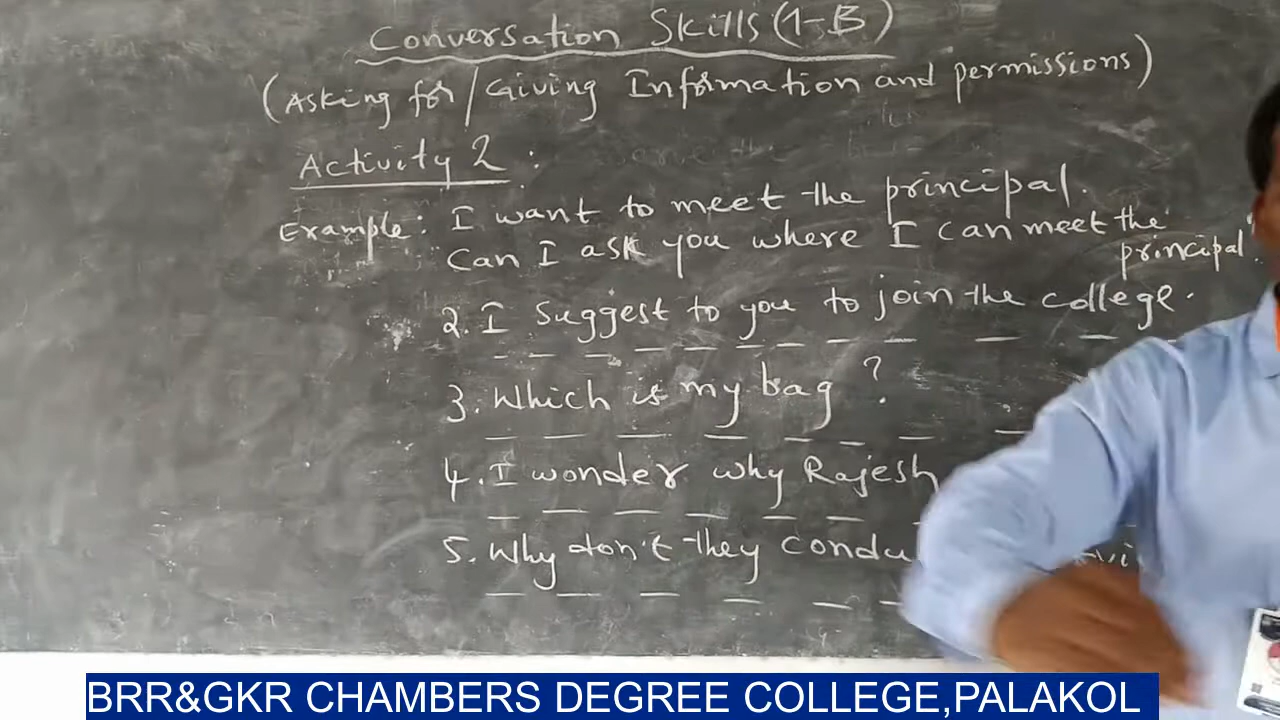 Conversation Skills (1-B)
(Asking for/Giving Information and permissions)
Activity 2:
Example: I want to meet the principal.
Can I ask you where I can meet the
principal?
2. I suggest to you to join the college.
3. Which is my bag?
4. I wonder why Rajesh
5. Why don't they
BRR&GKR CHAMBERS DEGREE COLLEGE,PALAKOL